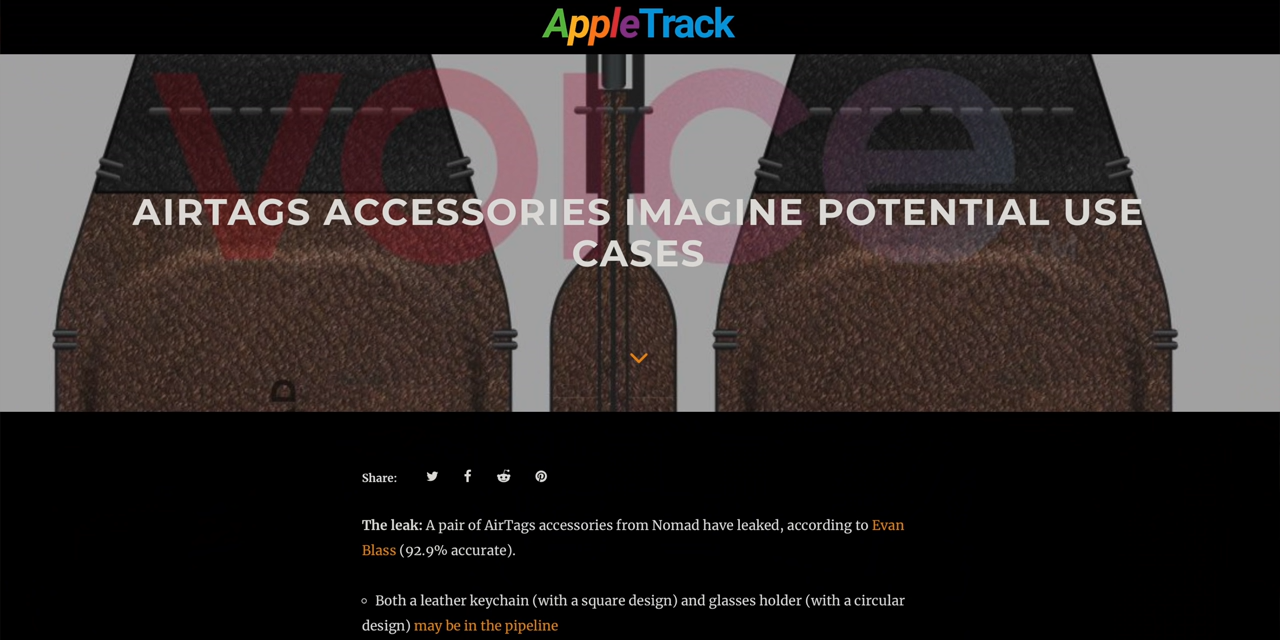 AppleTrack
voice
AIRTAGS ACCESSORIES IMAGINE POTENTIAL USE
CASES
Share:
The leak: A pair of AirTags accessories from Nomad have leaked, according to Evan
Blass (92.9% accurate).
Both a leather keychain (with a square design) and glasses holder (with a circular
design) may be in the pipeline